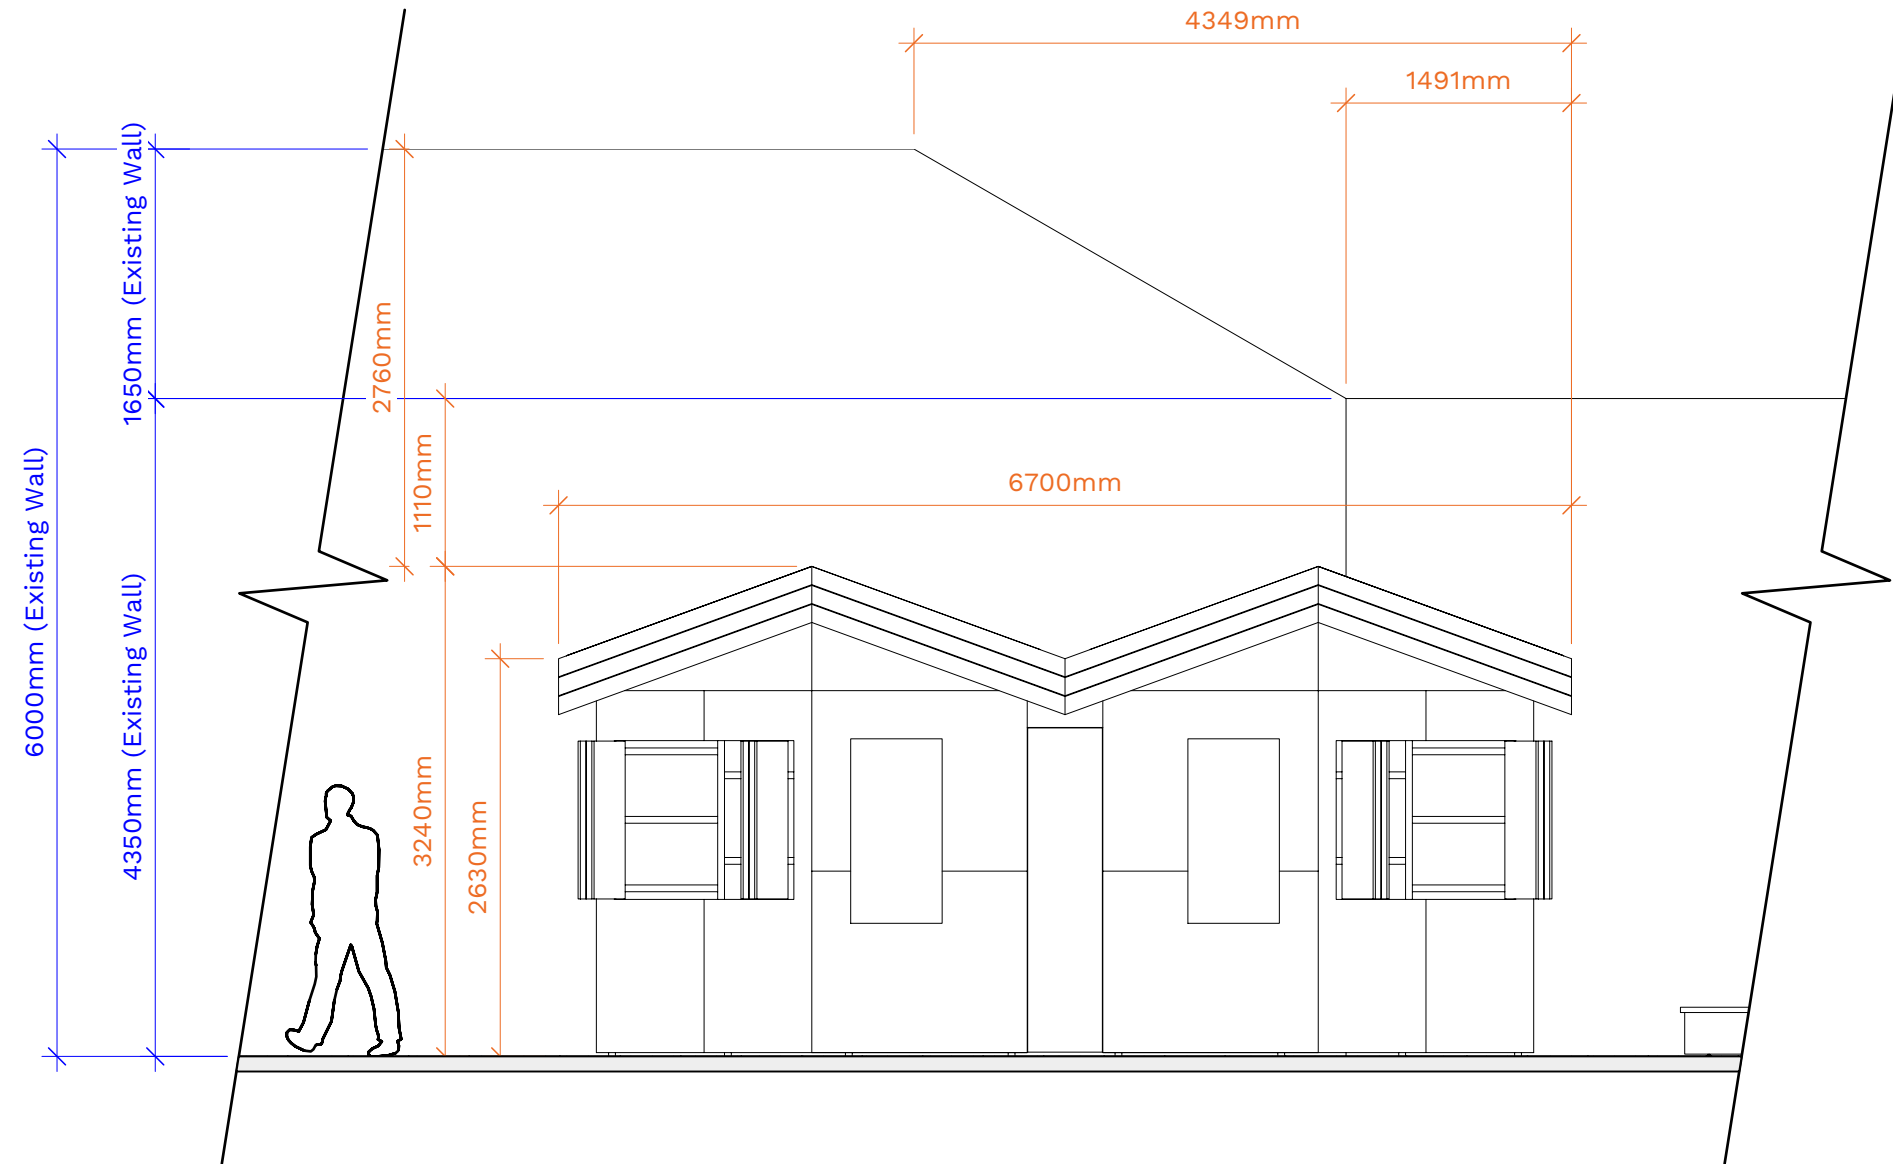 4349mm
1491mm
1650mm (Existing Wall)
2760mm
1110mm
6700mm
6000mm (Existing Wall)
4350mm (Existing Wall)
3240mm
2630mm